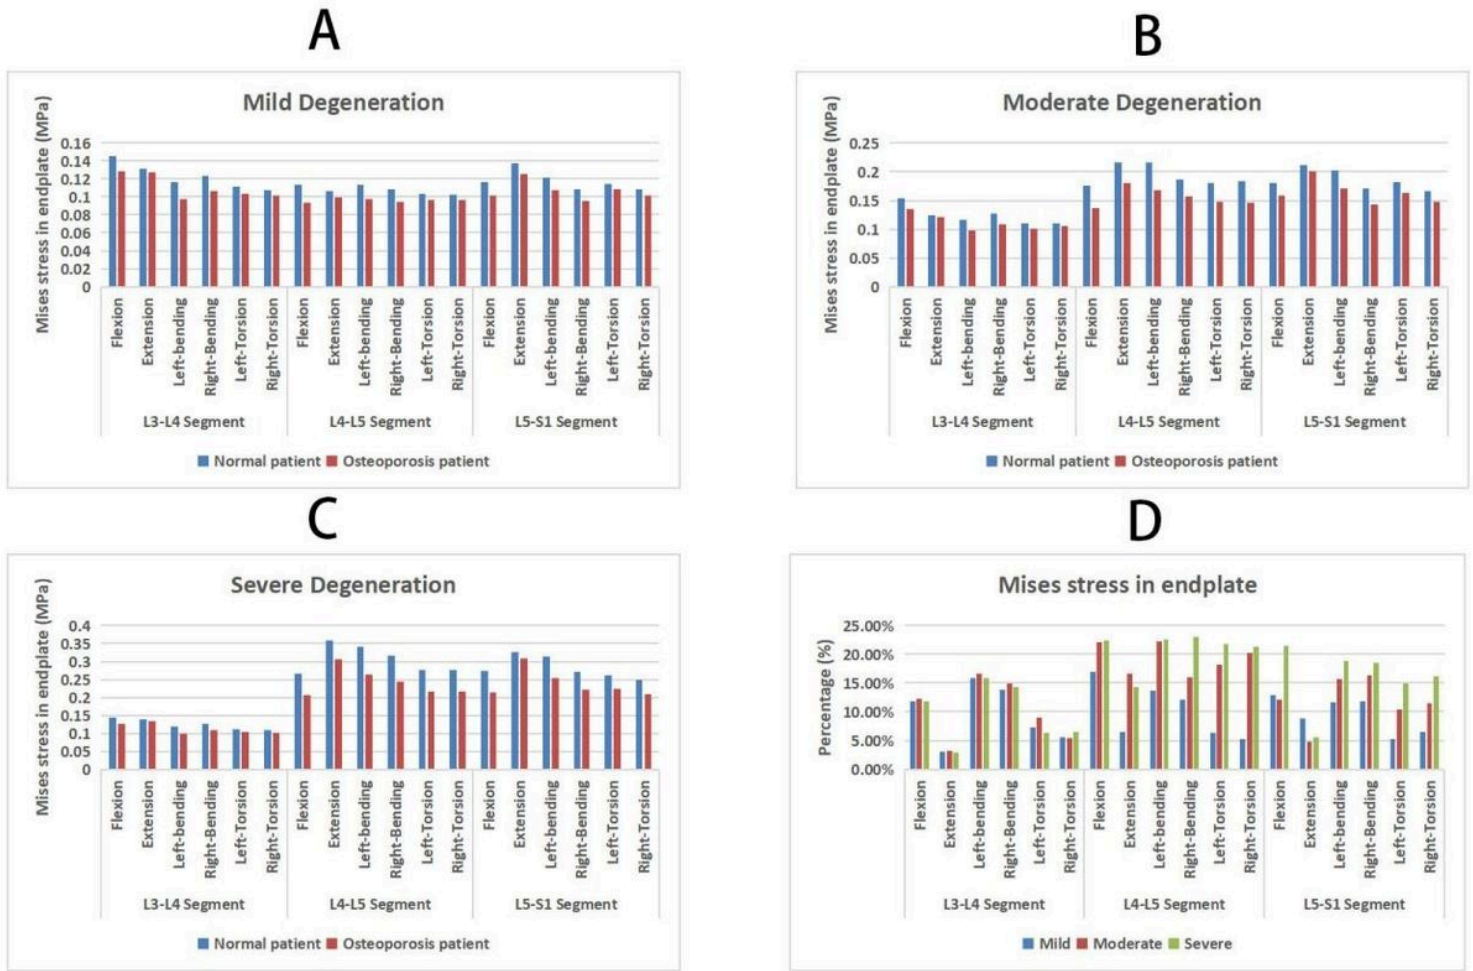 A
Mild Degeneration
Mises stress in endplate (MPa)
0.16
0.14
0.12
0.1
0.08
0.06
0.04
0.02
0
Flexion
Extension
Left-bending
Right-Bending
Left-Torsion
Right-Torsion
Flexion
Extension
Left-bending
Right-Bending
Left-Torsion
Right-Torsion
Flexion
Extension
Left-bending
Right-Bending
Left-Torsion
Right-Torsion
L3-L4 Segment
L4-L5 Segment
L5-S1 Segment
Normal patient
Osteoporosis patient
B
Moderate Degeneration
Mises stress in endplate (MPa)
0.25
0.2
0.15
0.1
0.05
0
Flexion
Extension
Left-bending
Right-Bending
Left-Torsion
Right-Torsion
Flexion
Extension
Left-bending
Right-Bending
Left-Torsion
Right-Torsion
Flexion
Extension
Left-bending
Right-Bending
Left-Torsion
Right-Torsion
L3-L4 Segment
L4-L5 Segment
L5-S1 Segment
Normal patient
Osteoporosis patient
C
Severe Degeneration
Mises stress in endplate (MPa)
0.4
0.35
0.3
0.25
0.2
0.15
0.1
0.05
0
Flexion
Extension
Left-bending
Right-Bending
Left-Torsion
Right-Torsion
Flexion
Extension
Left-bending
Right-Bending
Left-Torsion
Right-Torsion
Flexion
Extension
Left-bending
Right-Bending
Left-Torsion
Right-Torsion
L3-L4 Segment
L4-L5 Segment
L5-S1 Segment
Normal patient
Osteoporosis patient
D
Mises stress in endplate
Percentage (%)
25.00%
20.00%
15.00%
10.00%
5.00%
0.00%
Flexion
Extension
Left-bending
Right-Bending
Left-Torsion
Right-Torsion
Flexion
Extension
Left-bending
Right-Bending
Left-Torsion
Right-Torsion
Flexion
Extension
Left-bending
Right-Bending
Left-Torsion
Right-Torsion
L3-L4 Segment
L4-L5 Segment
L5-S1 Segment
Mild
Moderate
Severe